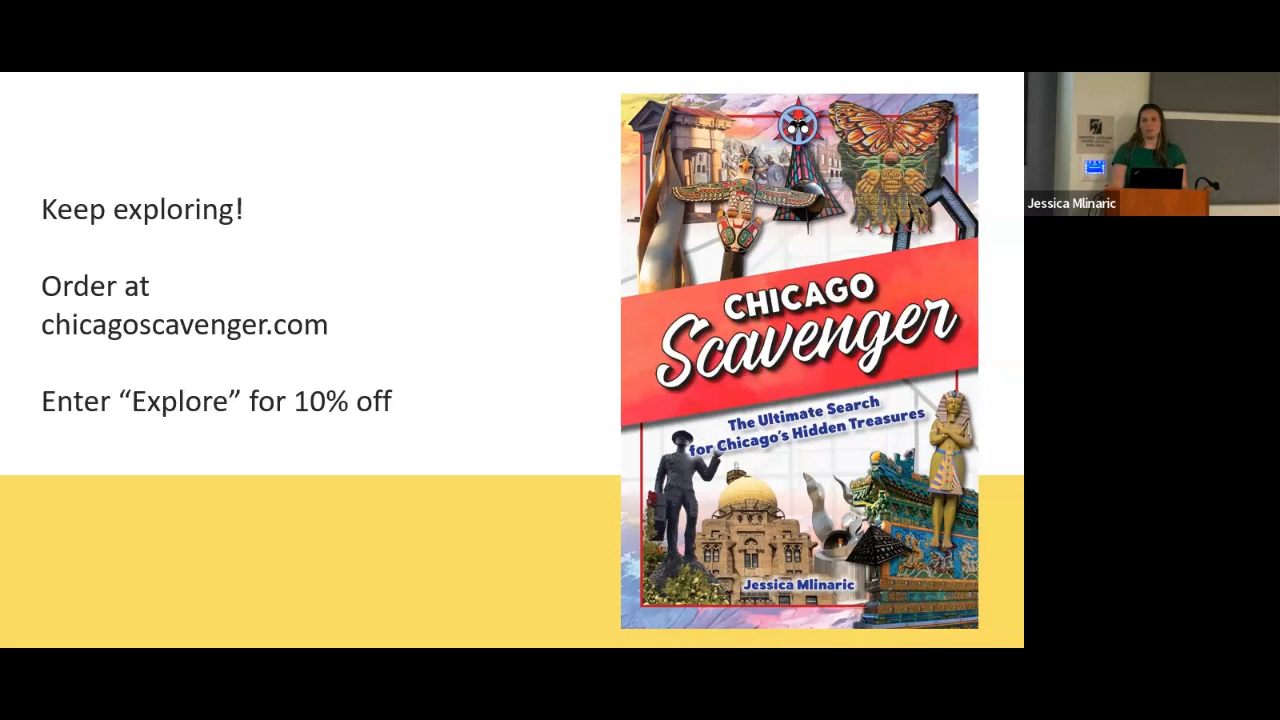 Keep exploring!
Order at
chicagoscavenger.com
Enter “Explore” for 10% off
CHICAGO
Scavenger
The Ultimate Search
for Chicago's Hidden Treasures
Jessica Mlinaric
Jessica Mlinaric